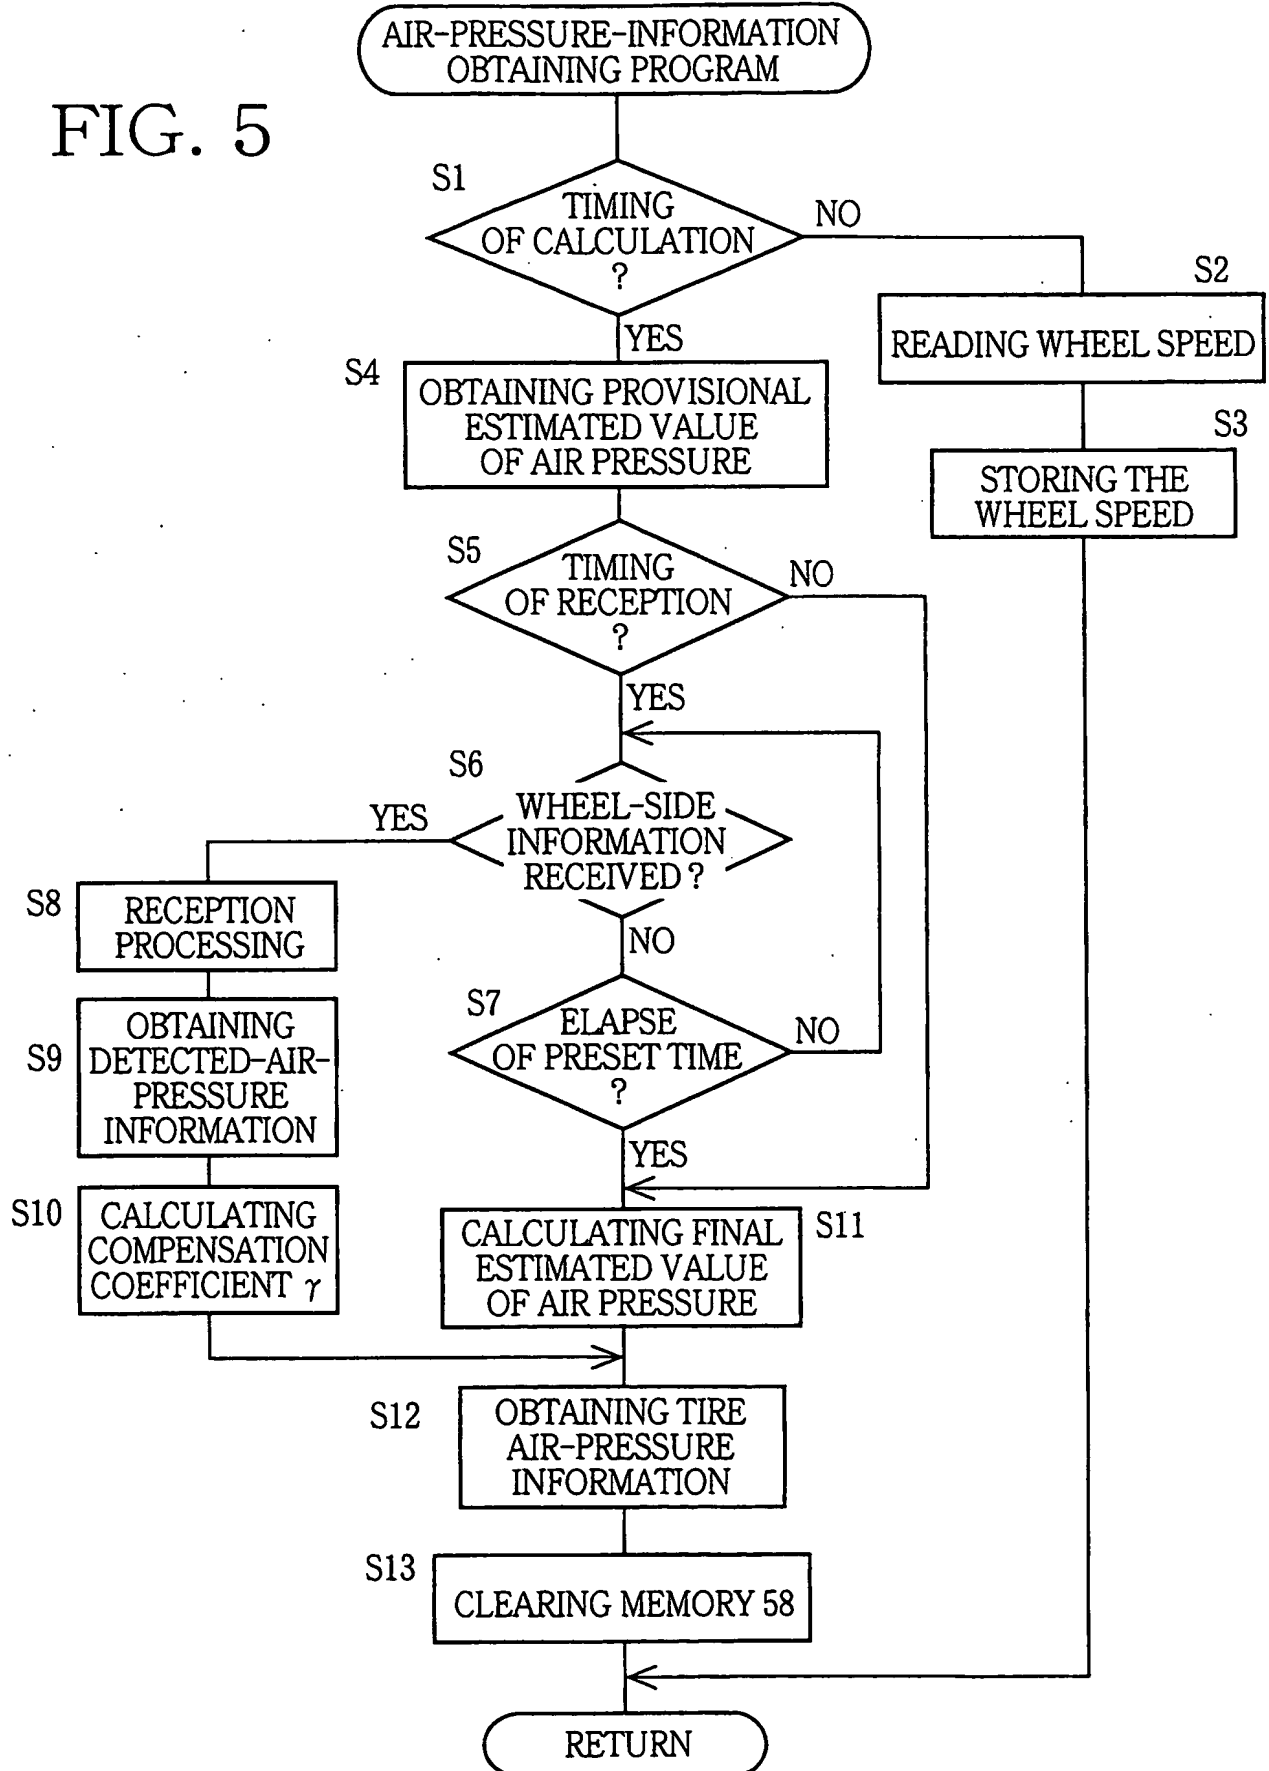 AIR-PRESSURE-INFORMATION
OBTAINING PROGRAM
FIG. 5
S1
TIMING
OF CALCULATION
?
NO
YES
S2
READING WHEEL SPEED
S3
STORING THE
WHEEL SPEED
S4
OBTAINING PROVISIONAL
ESTIMATED VALUE
OF AIR PRESSURE
S5
TIMING
OF RECEPTION
?
NO
YES
S6
WHEEL-SIDE
INFORMATION
RECEIVED ?
YES
NO
S7
ELAPSE
OF PRESET TIME
?
NO
YES
S8
RECEPTION
PROCESSING
S9
OBTAINING
DETECTED-AIR-
PRESSURE
INFORMATION
S10
CALCULATING
COMPENSATION
COEFFICIENT γ
S11
CALCULATING FINAL
ESTIMATED VALUE
OF AIR PRESSURE
S12
OBTAINING TIRE
AIR-PRESSURE
INFORMATION
S13
CLEARING MEMORY 58
RETURN